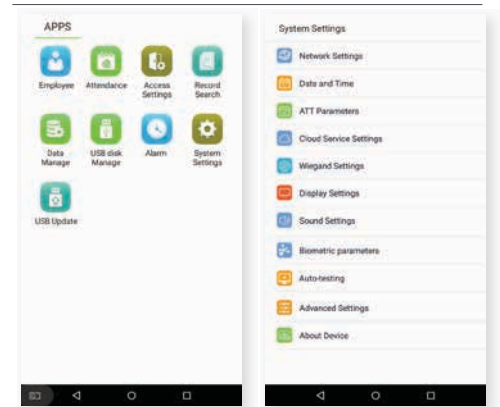 APPS
Employee
Attendance
Access
Settings
Record
Search
Data
Manage
USB disk
Manage
Alarm
System
Settings
USB Update
System Settings
Network Settings
Date and Time
ATT Parameters
Cloud Service Settings
Wiegand Settings
Display Settings
Sound Settings
Biometric parameters
Auto-testing
Advanced Settings
About Device